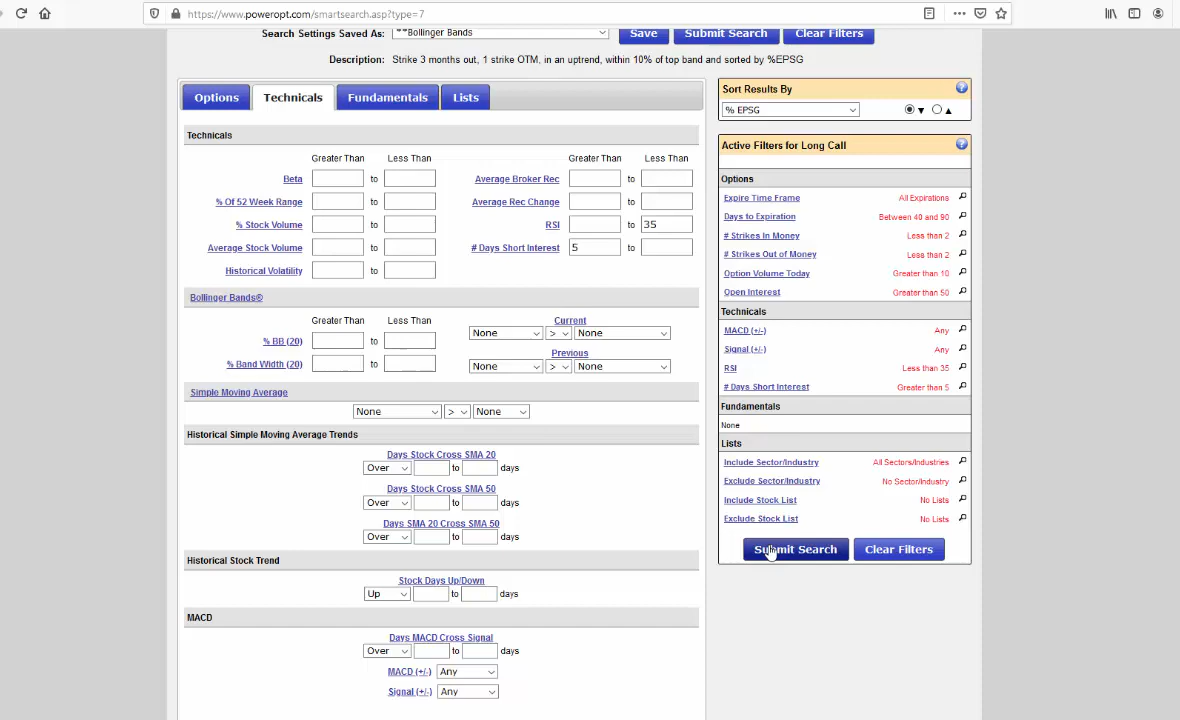 https://www.poweropt.com/smartsearch.asp?type=7
Search Settings Saved As: **Bollinger Bands Save Submit Search Clear Filters
Description: Strike 3 months out, 1 strike OTM, in an uptrend, within 10% of top band and sorted by %EPSG
Options Technicals Fundamentals Lists
Technicals
Greater Than Less Than Greater Than Less Than
Beta to Average Broker Rec to
% Of 52 Week Range to Average Rec Change to
% Stock Volume to RSI to 35
Average Stock Volume to # Days Short Interest 5 to
Historical Volatility to
Bollinger Bands®
Greater Than Less Than Current
% BB (20) to None > None
Previous
% Band Width (20) to None > None
Simple Moving Average
None > None
Historical Simple Moving Average Trends
Days Stock Cross SMA 20
Over to days
Days Stock Cross SMA 50
Over to days
Days SMA 20 Cross SMA 50
Over to days
Historical Stock Trend
Stock Days Up/Down
Up to days
MACD
Days MACD Cross Signal
Over to days
MACD (+/-) Any
Signal (+/-) Any
Sort Results By ?
% EPSG ▼ ▲
Active Filters for Long Call ?
Options
Expire Time Frame All Expirations
Days to Expiration Between 40 and 90
# Strikes In Money Less than 2
# Strikes Out of Money Less than 2
Option Volume Today Greater than 10
Open Interest Greater than 50
Technicals
MACD (+/-) Any
Signal (+/-) Any
RSI Less than 35
# Days Short Interest Greater than 5
Fundamentals
None
Lists
Include Sector/Industry All Sectors/Industries
Exclude Sector/Industry No Sector/Industry
Include Stock List No Lists
Exclude Stock List No Lists
Submit Search Clear Filters